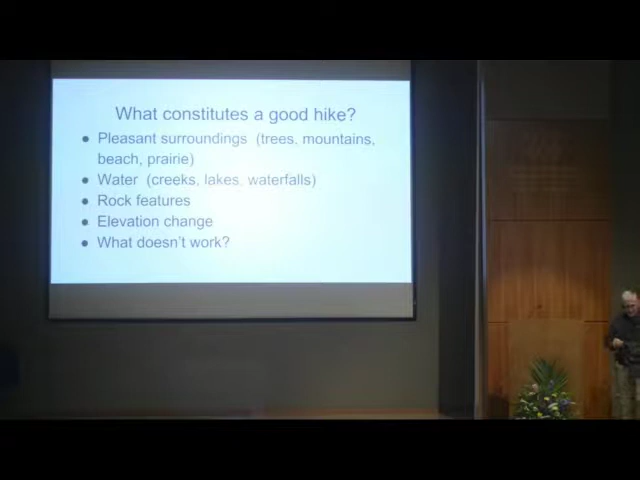 What constitutes a good hike?
● Pleasant surroundings (trees, mountains,
beach, prairie)
● Water (creeks, lakes, waterfalls)
● Rock features
● Elevation change
● What doesn't work?